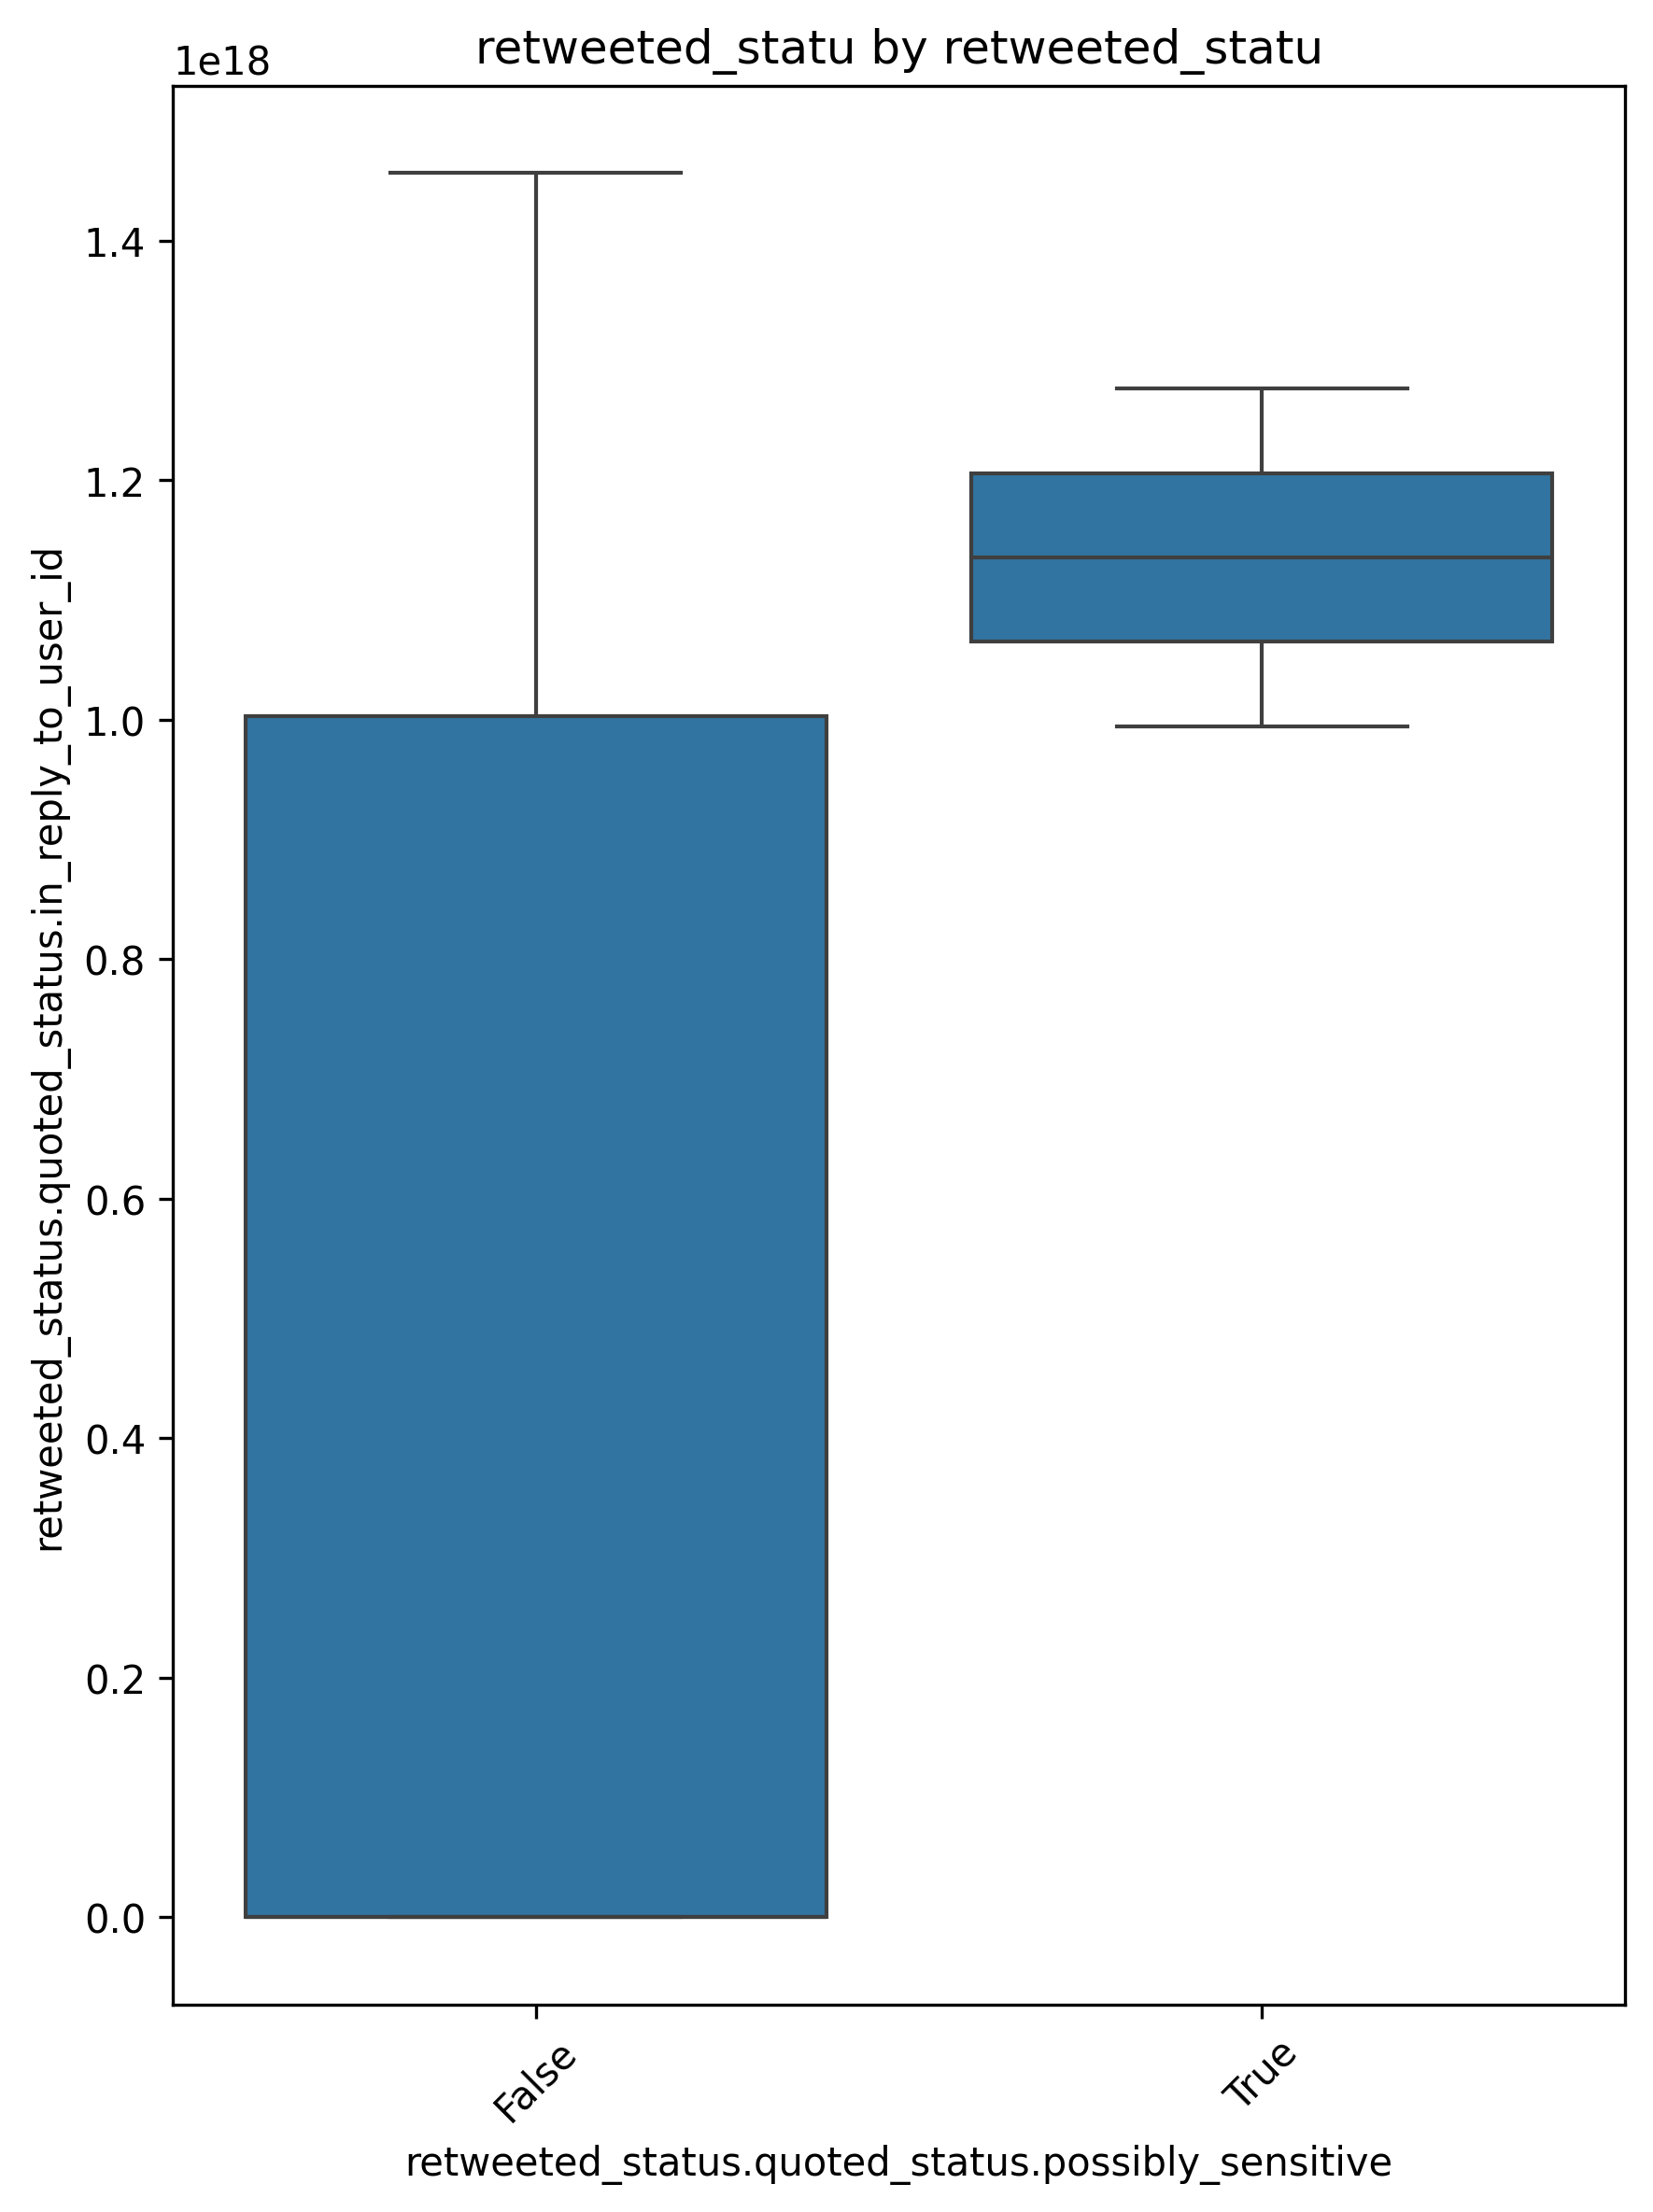 retweeted_statu by retweeted_statu
1e18
1.4
1.2
1.0
0.8
0.6
0.4
0.2
0.0
retweeted_status.quoted_status.in_reply_to_user_id
False
True
retweeted_status.quoted_status.possibly_sensitive